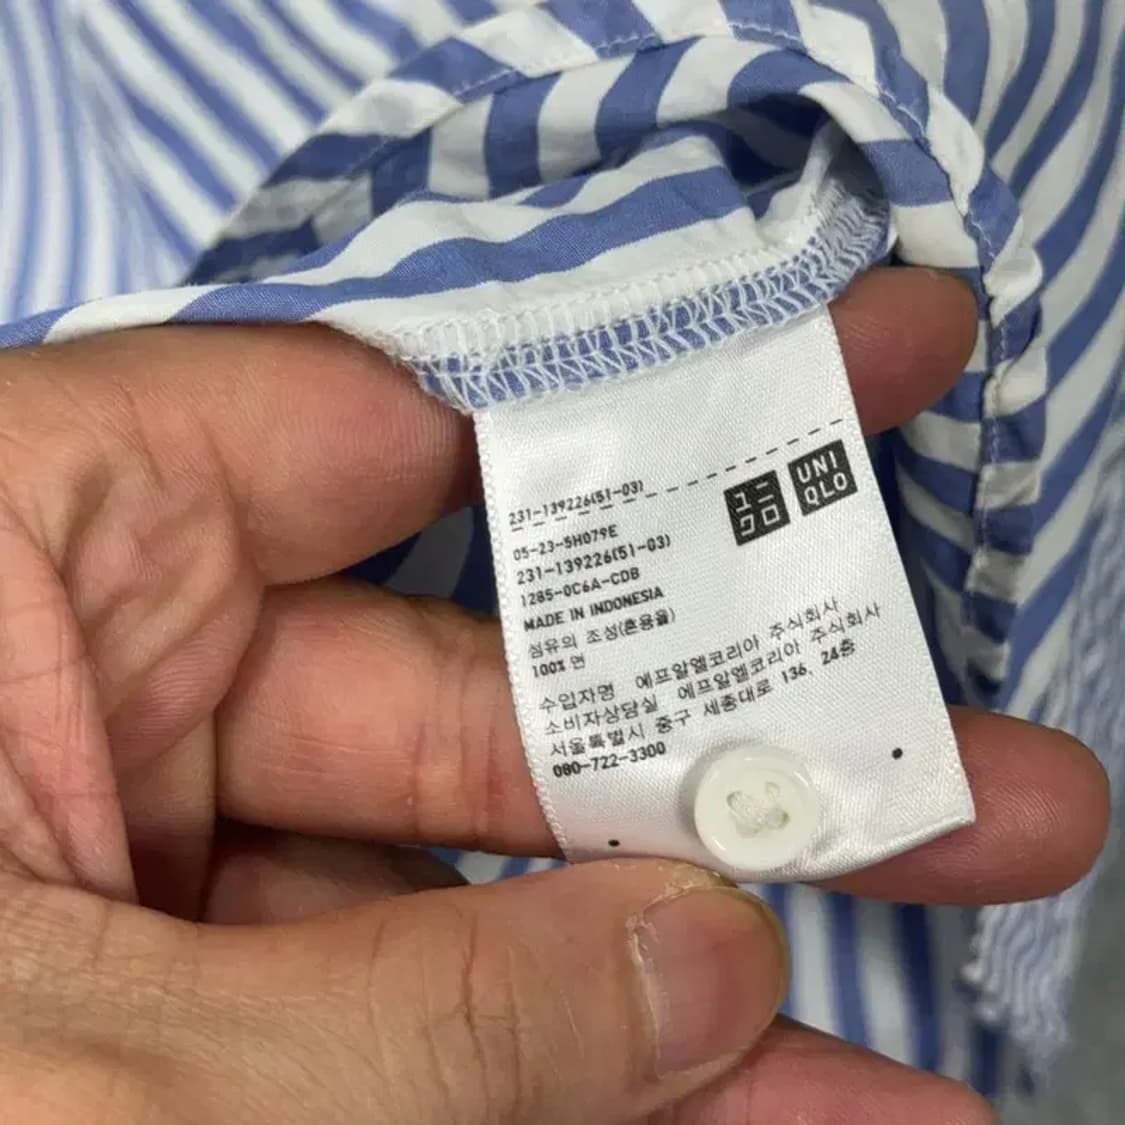 231-139226(51-03)
ユニ
クロ
UNI
QLO
05-23-5H079E
231-139226(51-03)
1285-0C6A-CDB
MADE IN INDONESIA
섬유의 조성(혼용율)
100% 면
수입자명 에프알엘코리아 주식회사
소비자상담실 에프알엘코리아 주식회사
서울특별시 중구 세종대로 136, 24층
080-722-3300